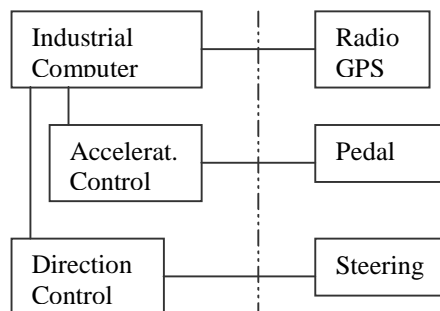 Industrial
Computer
Radio
GPS
Accelerat.
Control
Pedal
Direction
Control
Steering